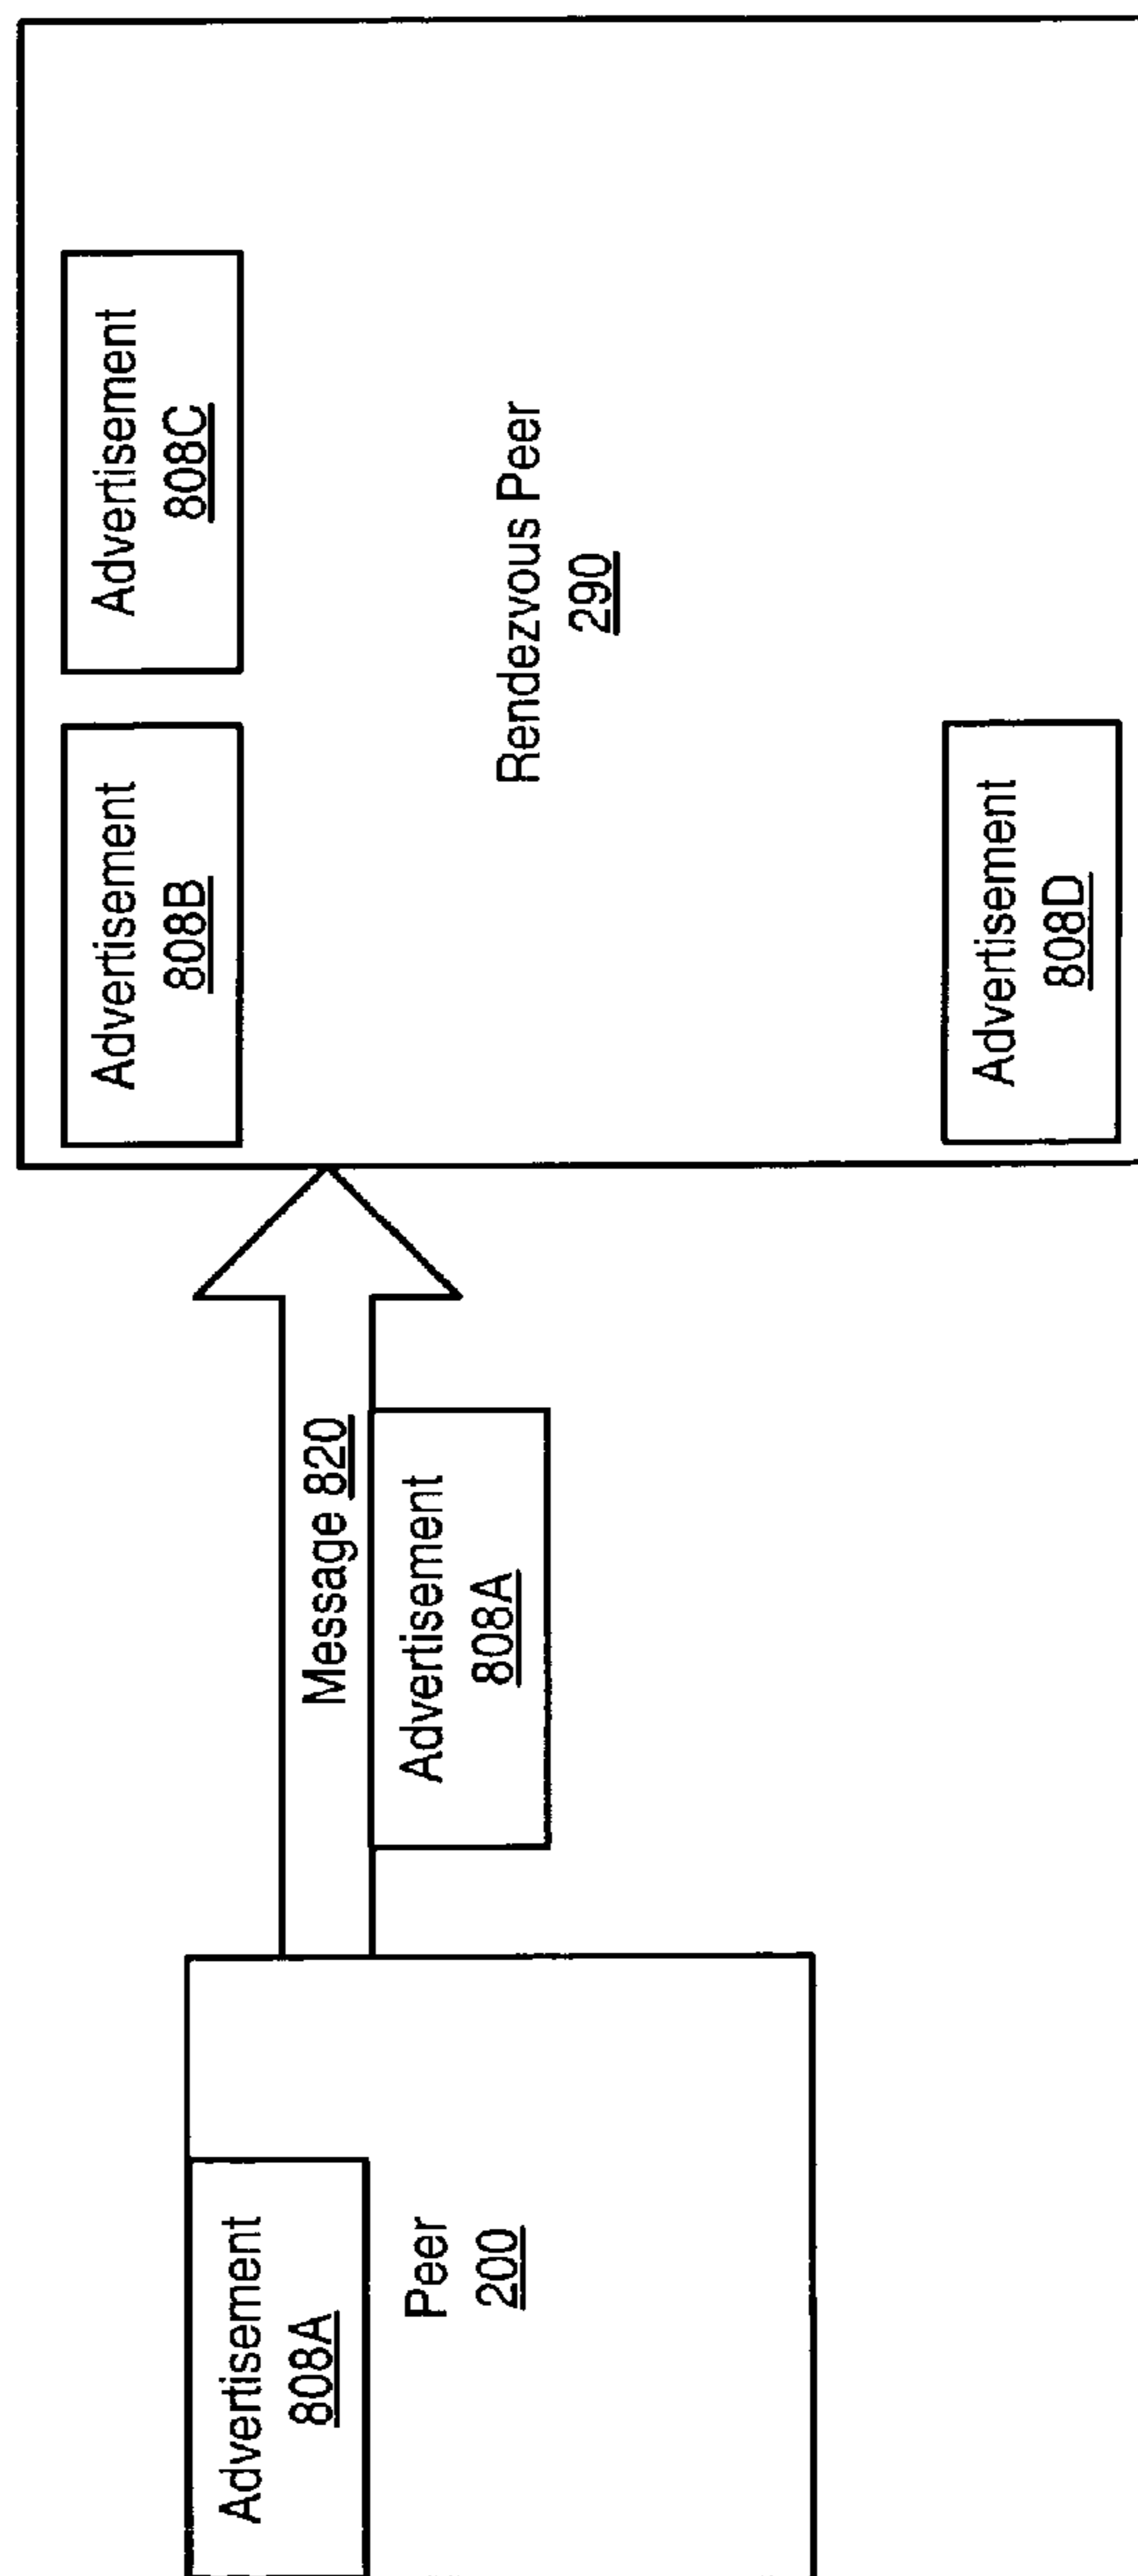 Advertisement
808A
Peer
200
Message 820
Advertisement
808A
Advertisement
808B
Advertisement
808C
Rendezvous Peer
290
Advertisement
808D